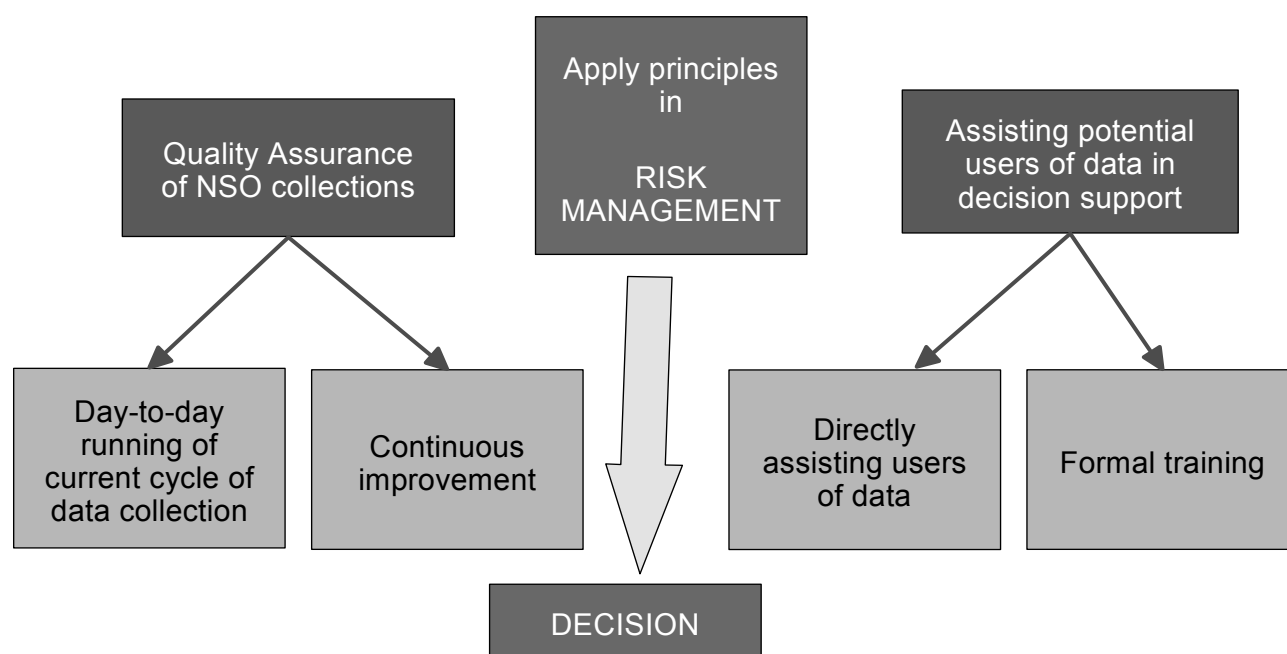 Apply principles
in
RISK
MANAGEMENT
Quality Assurance
of NSO collections
Assisting potential
users of data in
decision support
Day-to-day
running of
current cycle of
data collection
Continuous
improvement
Directly
assisting users
of data
Formal training
DECISION